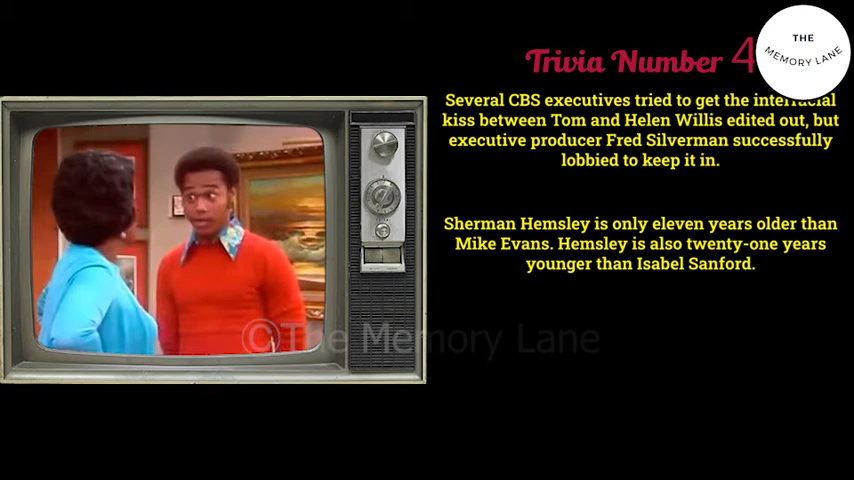 THE
MEMORY LANE
Trivia Number 4
Several CBS executives tried to get the interracial
kiss between Tom and Helen Willis edited out, but
executive producer Fred Silverman successfully
lobbied to keep it in.
Sherman Hemsley is only eleven years older than
Mike Evans. Hemsley is also twenty-one years
younger than Isabel Sanford.
©The Memory Lane